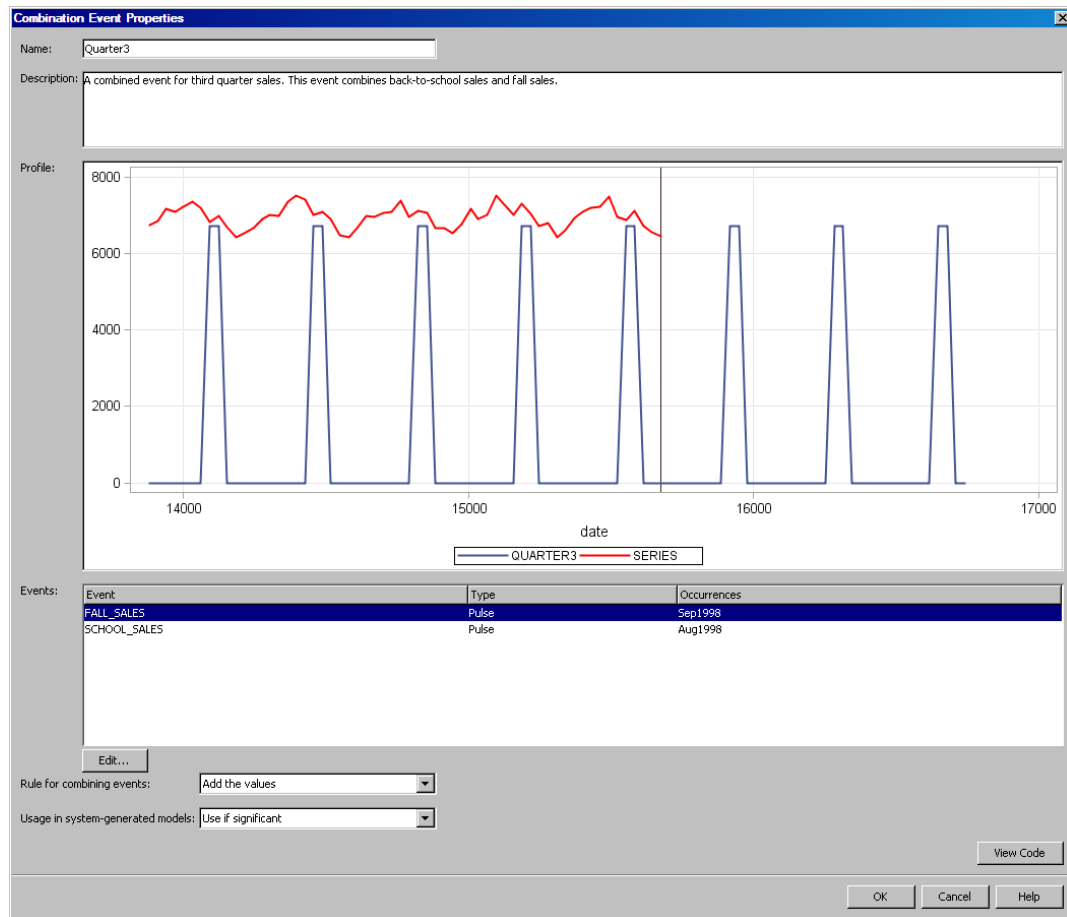 Combination Event Properties
Name: Quarter3
Description: A combined event for third quarter sales. This event combines back-to-school sales and fall sales.
Profile:
8000
6000
4000
2000
0
14000 15000 16000 17000
date
QUARTER3 SERIES
Events:
Event Type Occurrences
FALL_SALES Pulse Sep1998
SCHOOL_SALES Pulse Aug1998
Edit...
Rule for combining events: Add the values
Usage in system-generated models: Use if significant
View Code
OK Cancel Help